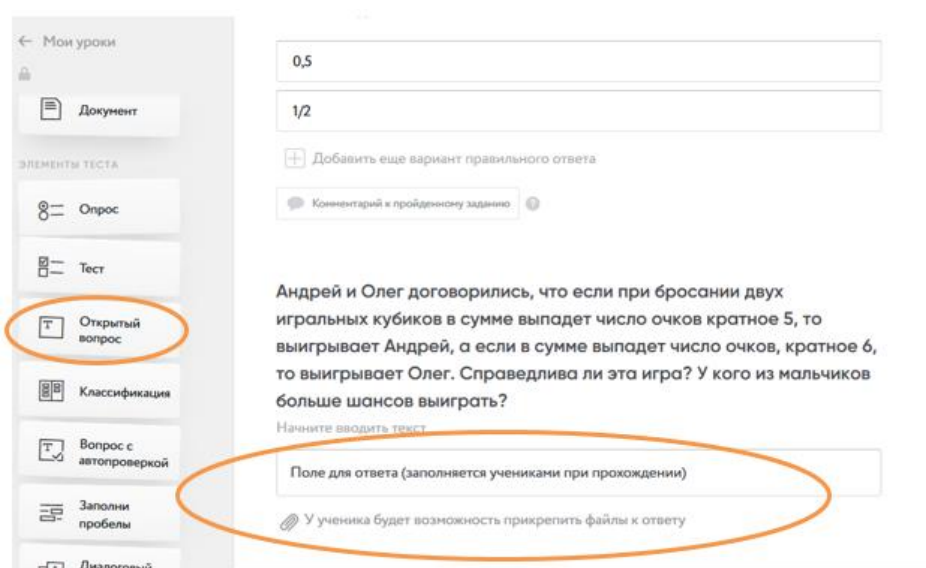 ← Мои уроки
Документ
ЭЛЕМЕНТЫ ТЕСТА
Опрос
Тест
Открытый
вопрос
Классификация
Вопрос с
автопроверкой
Заполни
пробелы
Диалоговый
0,5
1/2
Добавить еще вариант правильного ответа
Комментарий к пройденному заданию ?
Андрей и Олег договорились, что если при бросании двух
игральных кубиков в сумме выпадет число очков кратное 5, то
выигрывает Андрей, а если в сумме выпадет число очков, кратное 6,
то выигрывает Олег. Справедлива ли эта игра? У кого из мальчиков
больше шансов выиграть?
Начните вводить текст
Поле для ответа (заполняется учениками при прохождении)
У ученика будет возможность прикрепить файлы к ответу